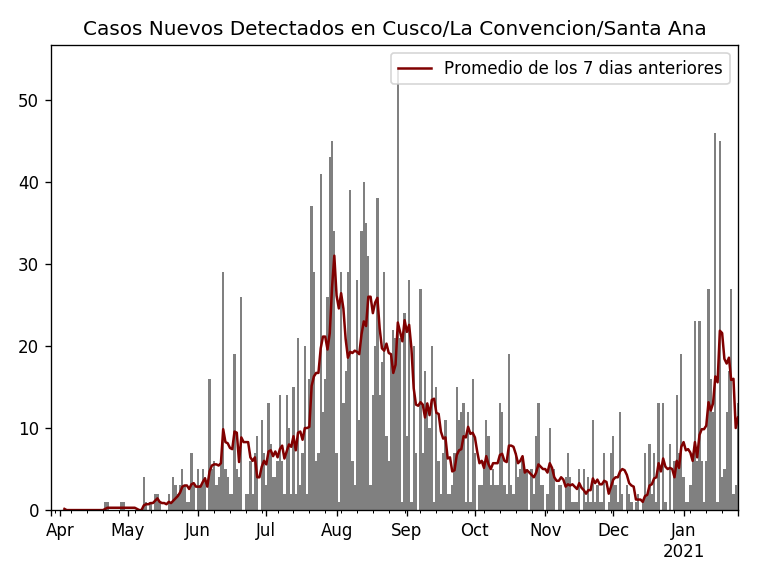 Casos Nuevos Detectados en Cusco/La Convencion/Santa Ana
Promedio de los 7 dias anteriores
50
40
30
20
10
0
Apr May Jun Jul Aug Sep Oct Nov Dec Jan
2021